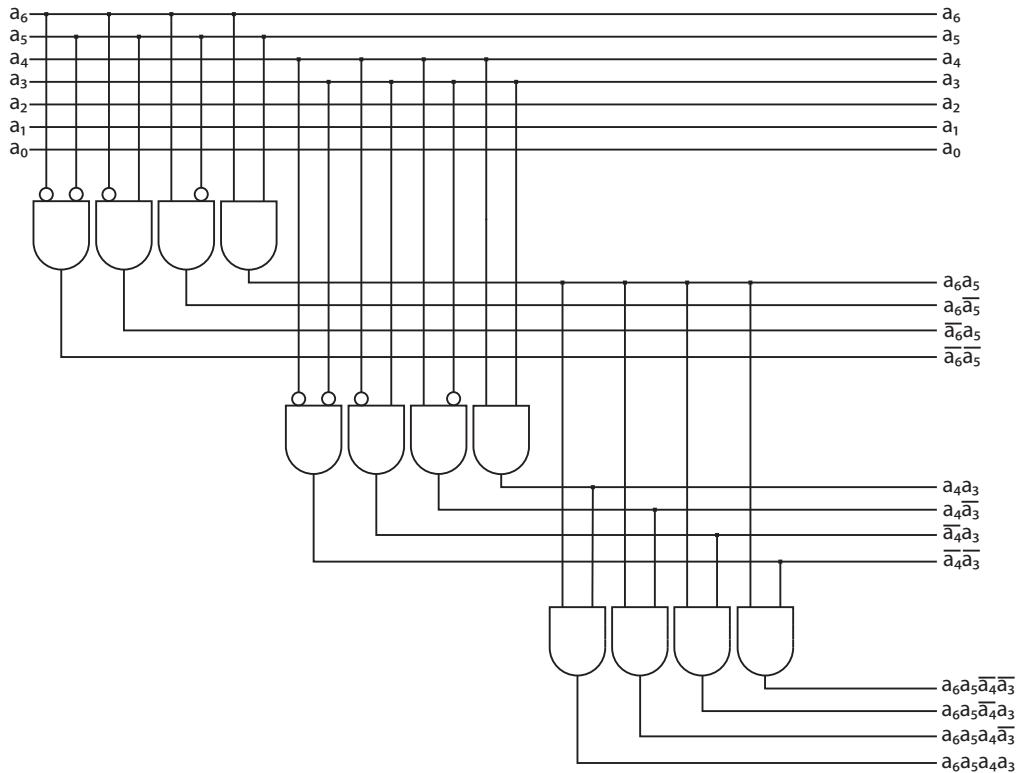 a₆ a₆
a₅ a₅
a₄ a₄
a₃ a₃
a₂ a₂
a₁ a₁
a₀ a₀
a₆a₅
a₆a̅₅
a̅₆a₅
a̅₆a̅₅
a₄a₃
a₄a̅₃
a̅₄a₃
a̅₄a̅₃
a₆a₅a̅₄a̅₃
a₆a₅a̅₄a₃
a₆a₅a₄a̅₃
a₆a₅a₄a₃